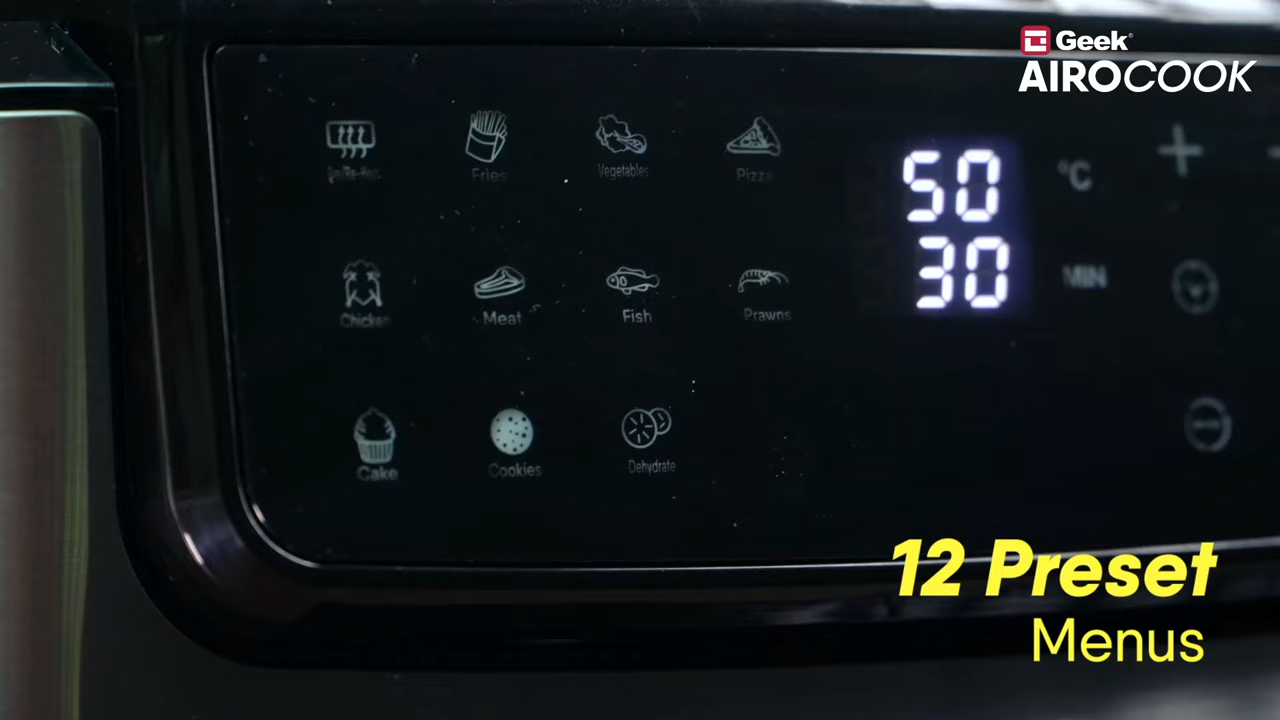 Geek
AIROCOOK
Fries
Vegetables
Pizza
50
°C
30
MIN
Chicken
Meat
Fish
Prawns
Cake
Cookies
Dehydrate
12 Preset
Menus